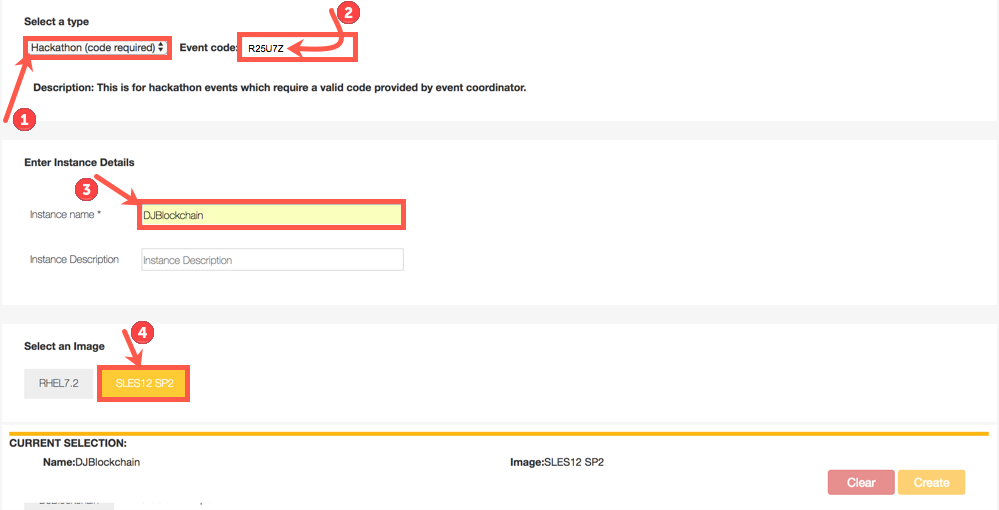 Select a type
2
Hackathon (code required) Event code: R25U7Z
Description: This is for hackathon events which require a valid code provided by event coordinator.
1
Enter Instance Details
3
Instance name * DJBlockchain
Instance Description Instance Description
4
Select an Image
RHEL7.2 SLES12 SP2
CURRENT SELECTION:
Name:DJBlockchain Image:SLES12 SP2
Clear Create